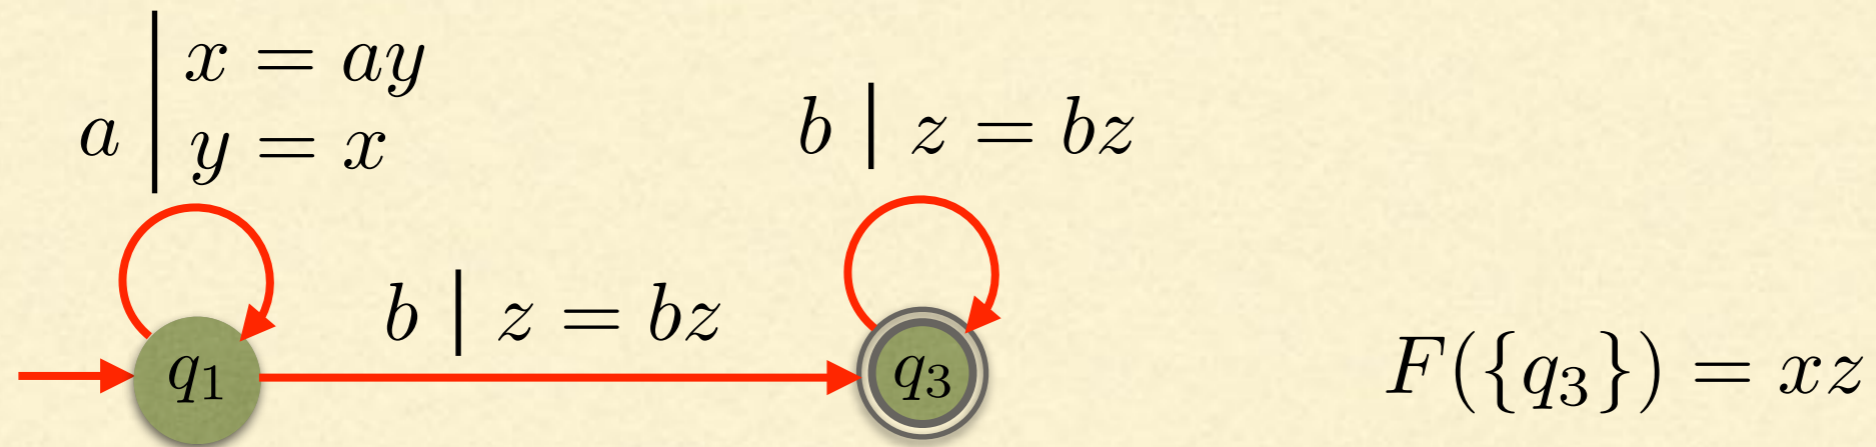 a | x = ay
y = x
b | z = bz
b | z = bz
q₁
q₃
F({q₃}) = xz